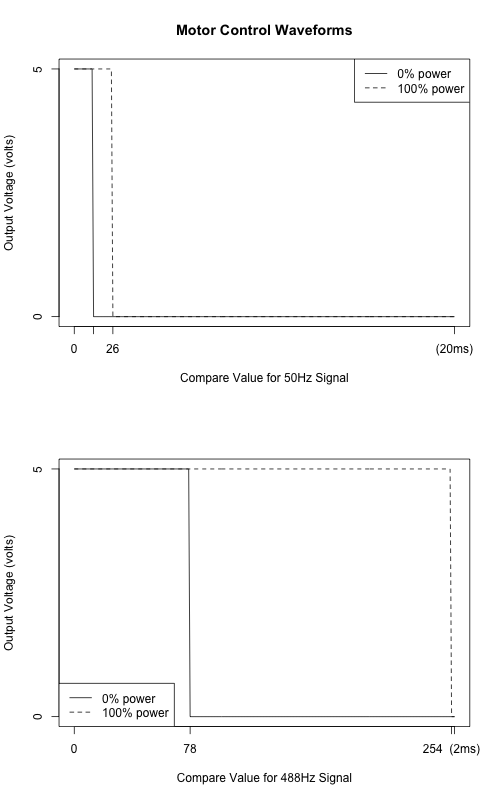 Motor Control Waveforms
5
0% power
100% power
Output Voltage (volts)
0
0 26 (20ms)
Compare Value for 50Hz Signal
5
Output Voltage (volts)
0% power
100% power
0
0 78 254 (2ms)
Compare Value for 488Hz Signal